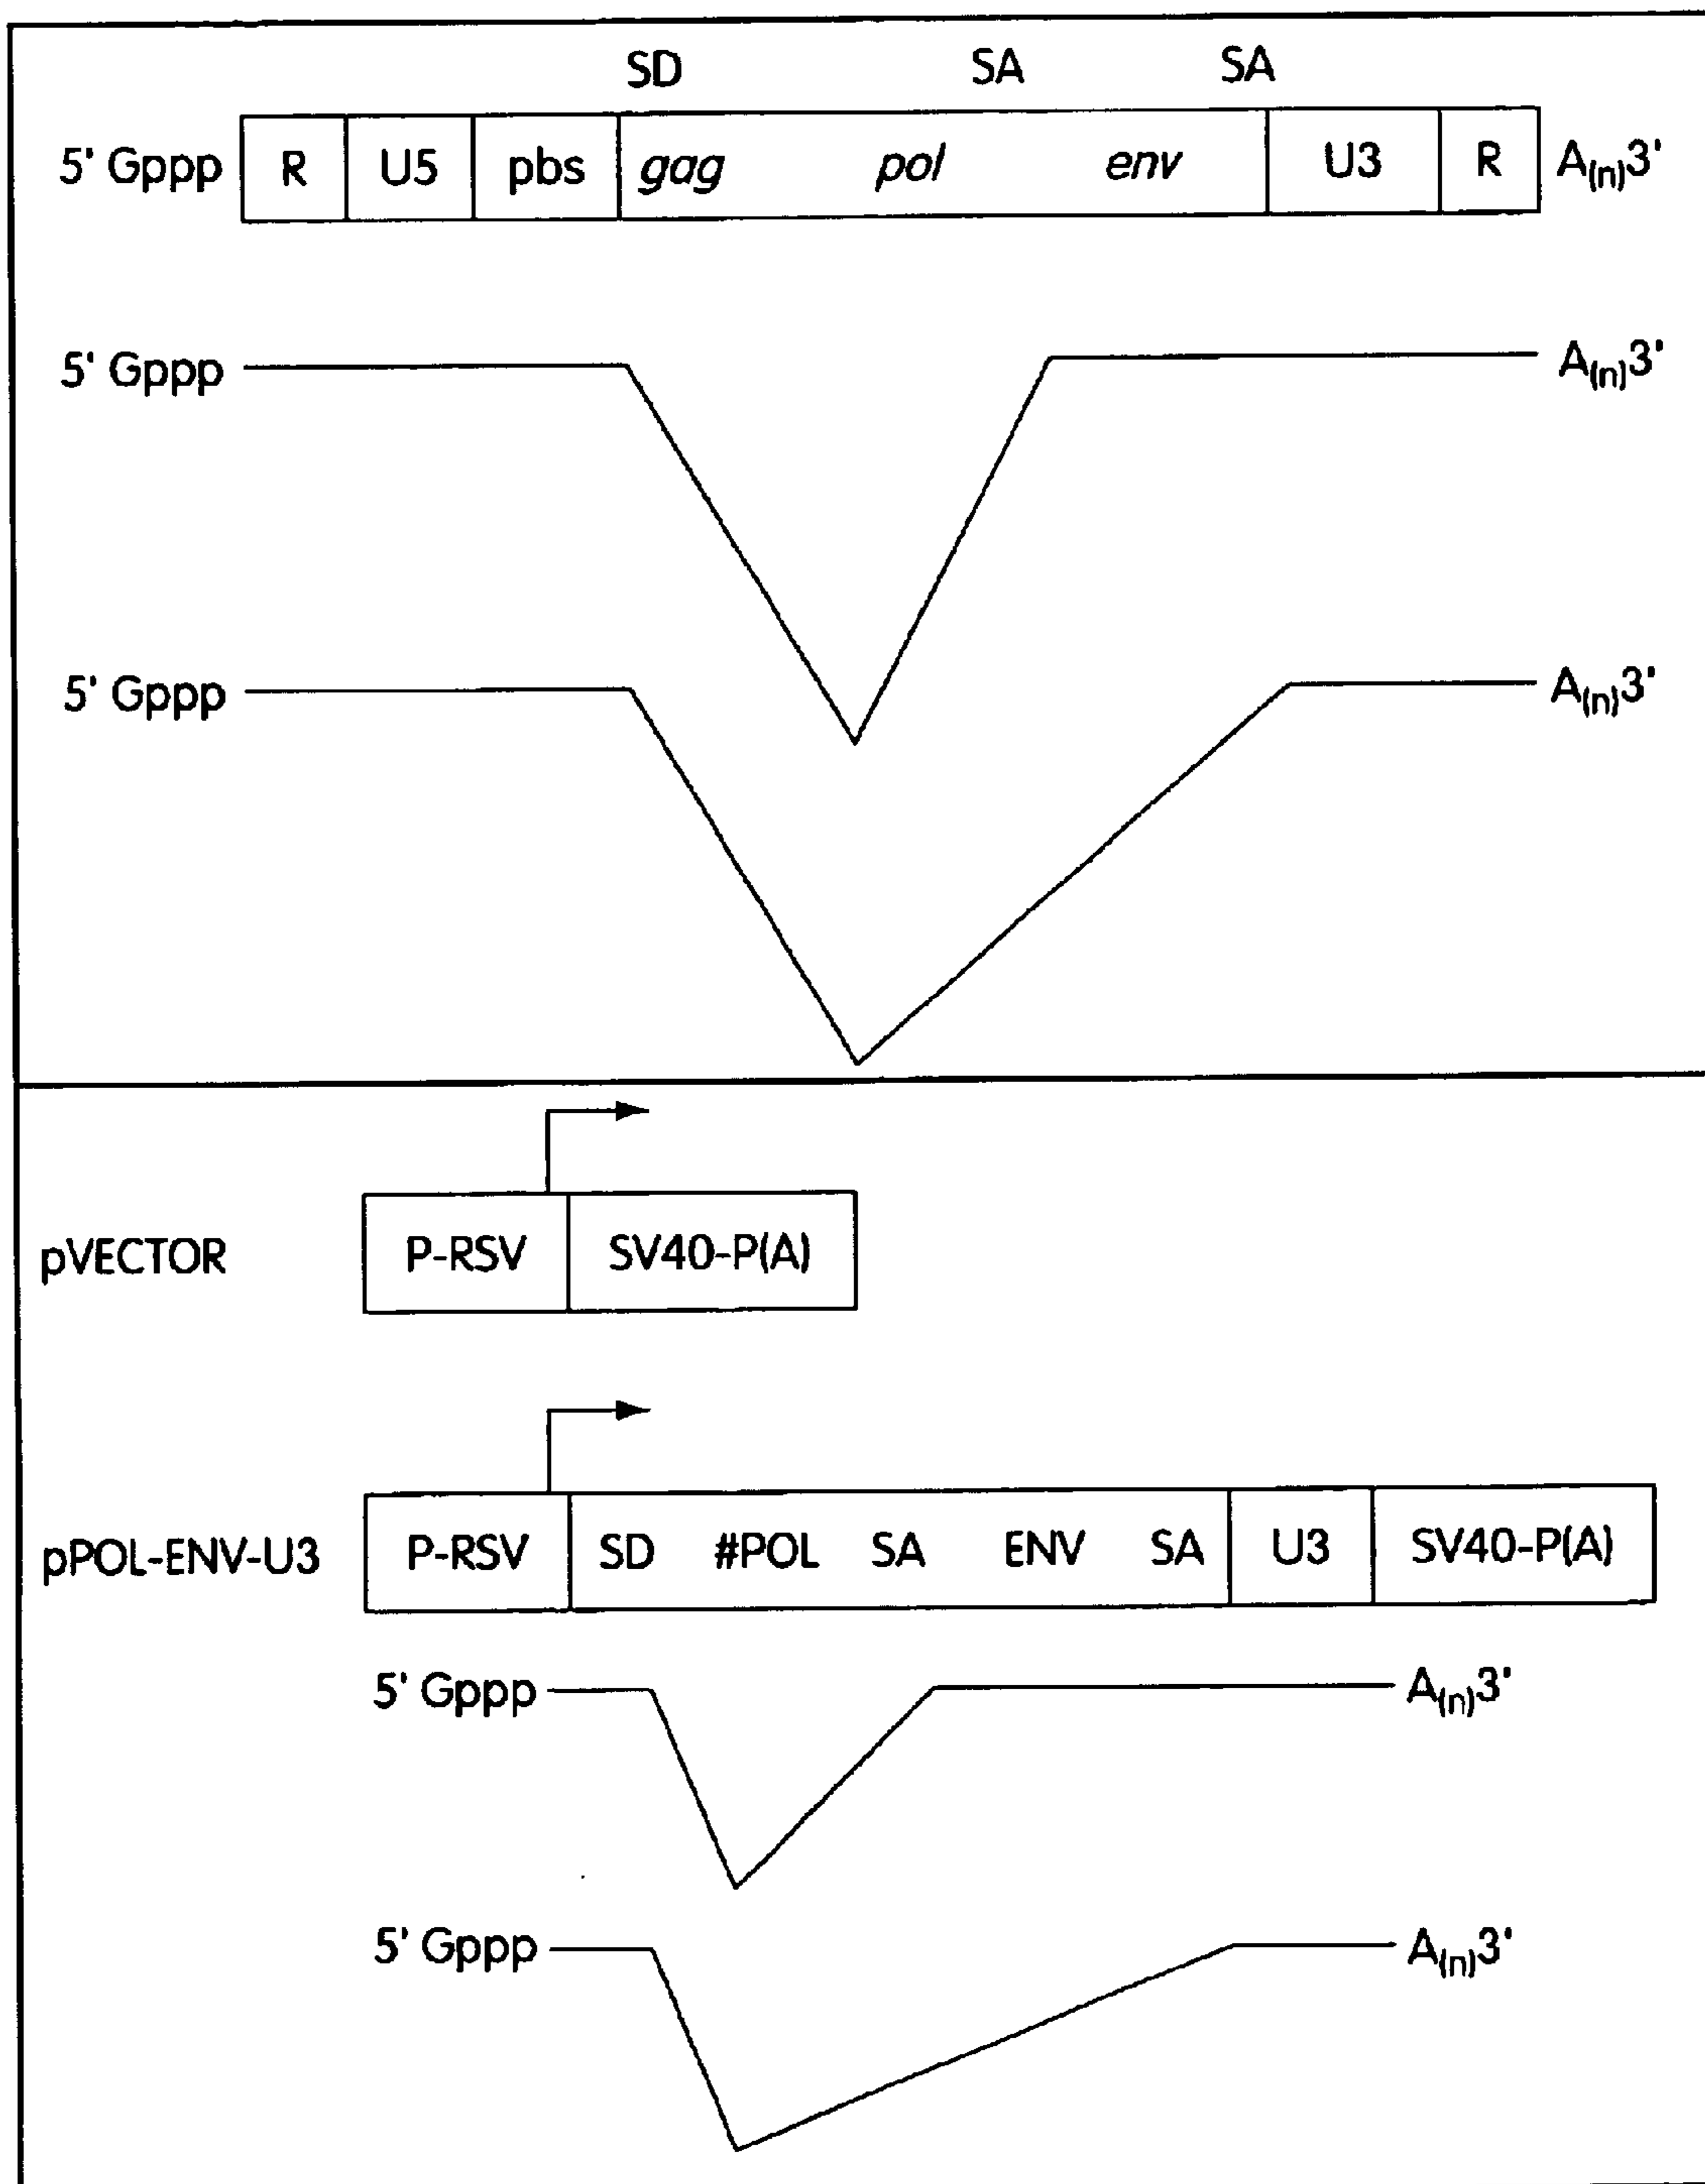 SD SA SA
5' Gppp R U5 pbs gag pol env U3 R A(n)3'
5' Gppp A(n)3'
5' Gppp A(n)3'
pVECTOR P-RSV SV40-P(A)
pPOL-ENV-U3 P-RSV SD #POL SA ENV SA U3 SV40-P(A)
5' Gppp A(n)3'
5' Gppp A(n)3'